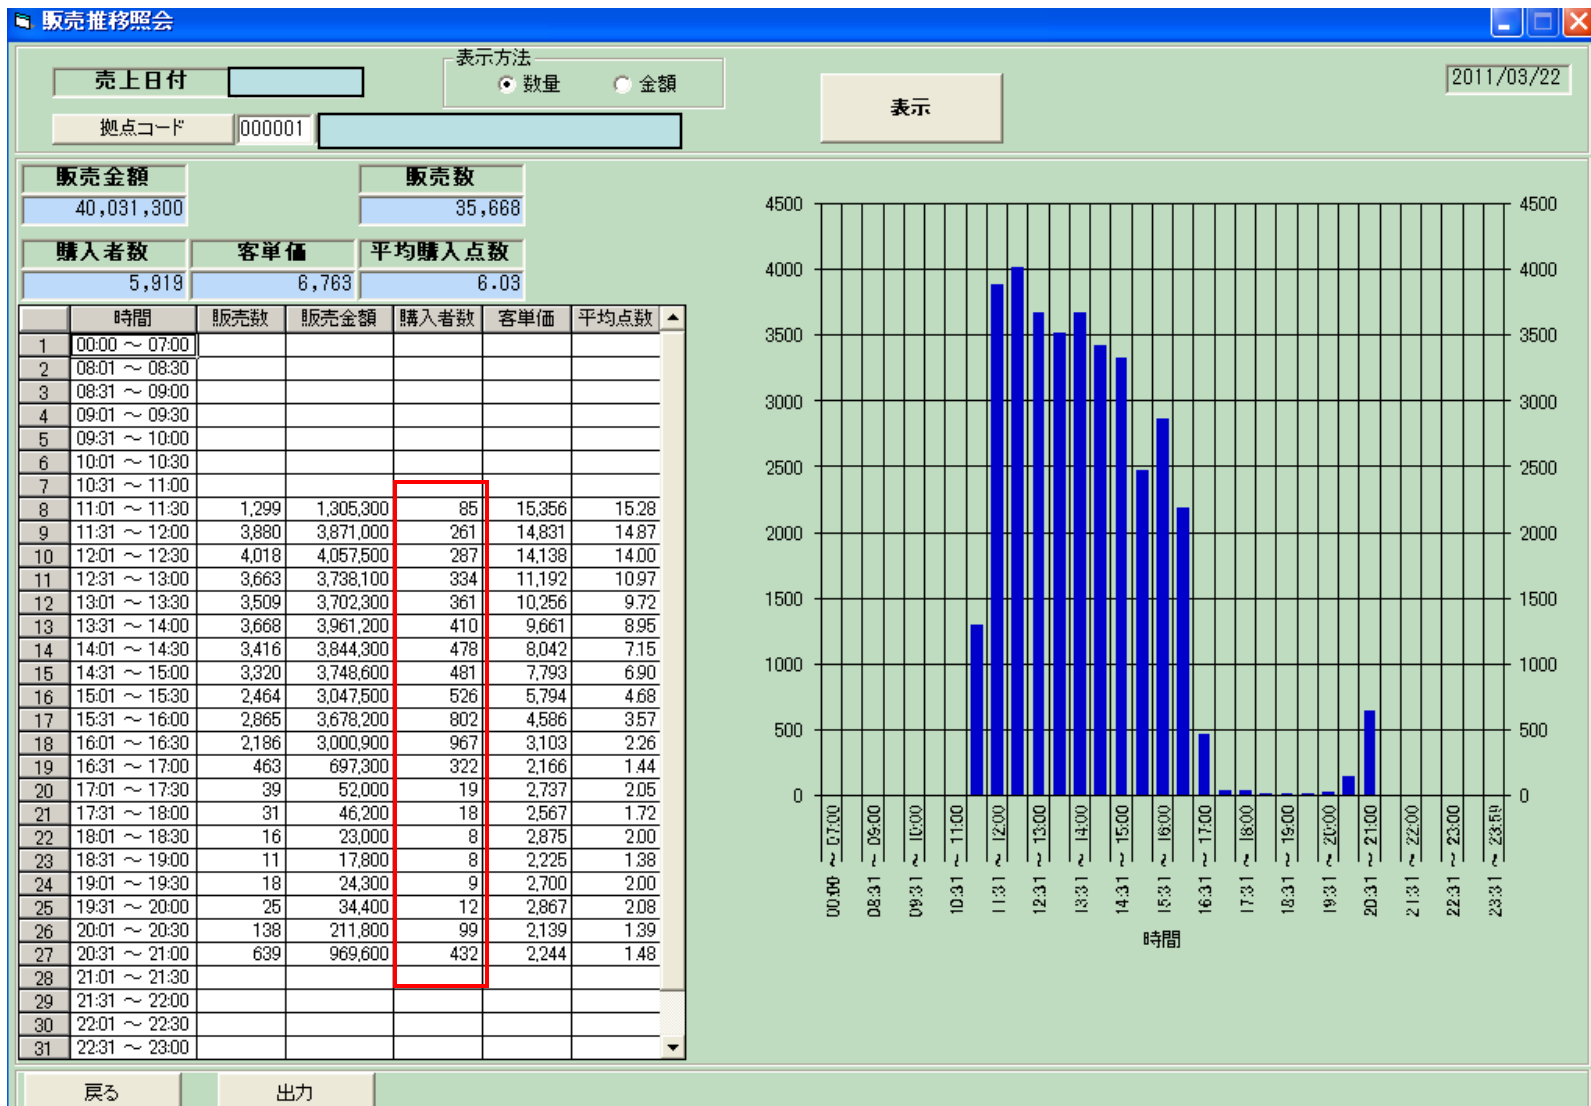 販売推移照会
売上日付
表示方法
数量 金額
表示
2011/03/22
拠点コード 000001
販売金額 販売数
40,031,300 35,668
購入者数 客単価 平均購入点数
5,919 6,763 6.03
時間 販売数 販売金額 購入者数 客単価 平均点数
1 00:00 ～ 07:00
2 08:01 ～ 08:30
3 08:31 ～ 09:00
4 09:01 ～ 09:30
5 09:31 ～ 10:00
6 10:01 ～ 10:30
7 10:31 ～ 11:00
8 11:01 ～ 11:30 1,299 1,305,300 85 15,356 15.28
9 11:31 ～ 12:00 3,880 3,871,000 261 14,831 14.87
10 12:01 ～ 12:30 4,018 4,057,500 287 14,138 14.00
11 12:31 ～ 13:00 3,663 3,738,100 334 11,192 10.97
12 13:01 ～ 13:30 3,509 3,702,300 361 10,256 9.72
13 13:31 ～ 14:00 3,668 3,961,200 410 9,661 8.95
14 14:01 ～ 14:30 3,416 3,844,300 478 8,042 7.15
15 14:31 ～ 15:00 3,320 3,748,600 481 7,793 6.90
16 15:01 ～ 15:30 2,464 3,047,500 526 5,794 4.68
17 15:31 ～ 16:00 2,865 3,678,200 802 4,586 3.57
18 16:01 ～ 16:30 2,186 3,000,900 967 3,103 2.26
19 16:31 ～ 17:00 463 697,300 322 2,166 1.44
20 17:01 ～ 17:30 39 52,000 19 2,737 2.05
21 17:31 ～ 18:00 31 46,200 18 2,567 1.72
22 18:01 ～ 18:30 16 23,000 8 2,875 2.00
23 18:31 ～ 19:00 11 17,800 8 2,225 1.38
24 19:01 ～ 19:30 18 24,300 9 2,700 2.00
25 19:31 ～ 20:00 25 34,400 12 2,867 2.08
26 20:01 ～ 20:30 138 211,800 99 2,139 1.39
27 20:31 ～ 21:00 639 969,600 432 2,244 1.48
28 21:01 ～ 21:30
29 21:31 ～ 22:00
30 22:01 ～ 22:30
31 22:31 ～ 23:00
4500 4500
4000 4000
3500 3500
3000 3000
2500 2500
2000 2000
1500 1500
1000 1000
500 500
0 0
00:00 ～ 07:00
08:31 ～ 09:00
09:31 ～ 10:00
10:31 ～ 11:00
11:31 ～ 12:00
12:31 ～ 13:00
13:31 ～ 14:00
14:31 ～ 15:00
15:31 ～ 16:00
16:31 ～ 17:00
17:31 ～ 18:00
18:31 ～ 19:00
19:31 ～ 20:00
20:31 ～ 21:00
21:31 ～ 22:00
22:31 ～ 23:00
23:31 ～ 23:59
時間
戻る 出力